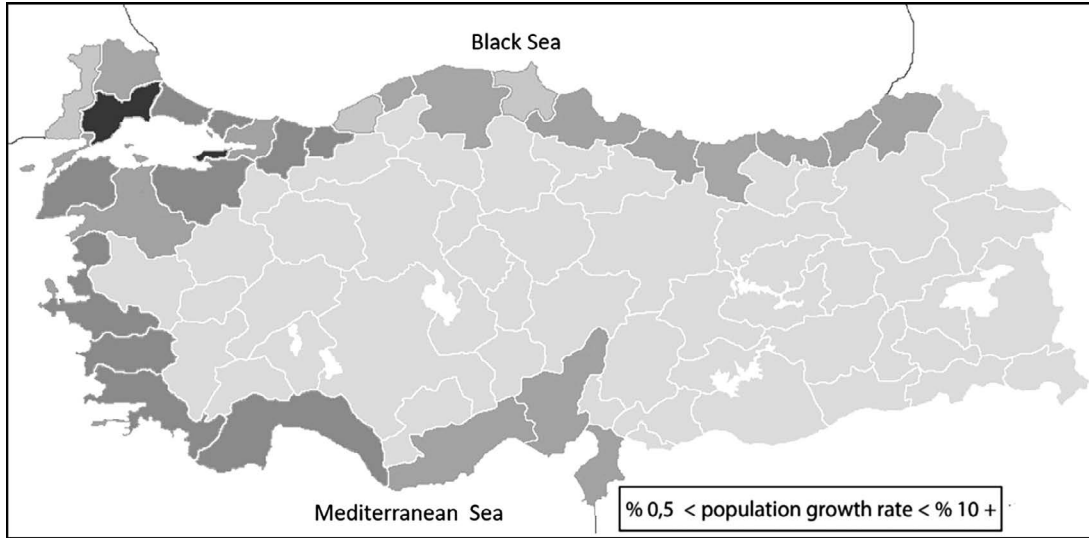 Black Sea
Mediterranean Sea
% 0,5 < population growth rate < % 10 +